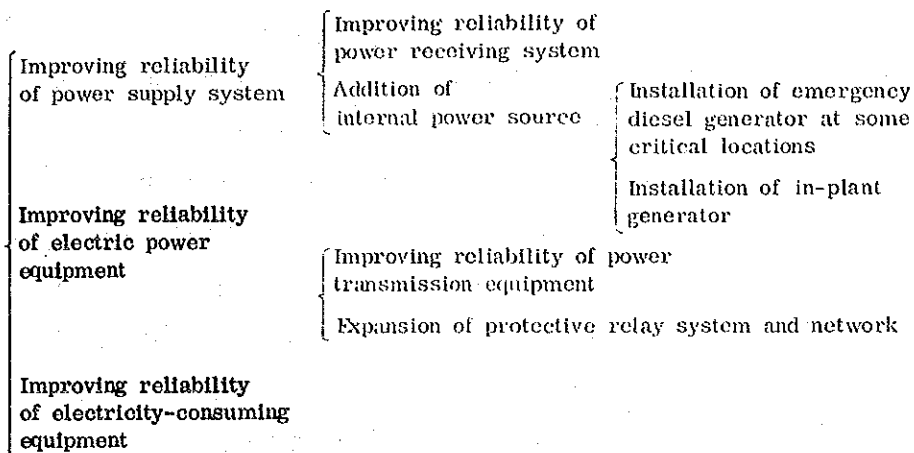 Improving reliability of power supply system
Improving reliability of
power receiving system
Addition of
internal power source
Installation of emergency
diesel generator at some
critical locations
Installation of in-plant
generator
Improving reliability
of electric power
equipment
Improving reliability of power
transmission equipment
Expansion of protective relay system and network
Improving reliability
of electricity-consuming
equipment